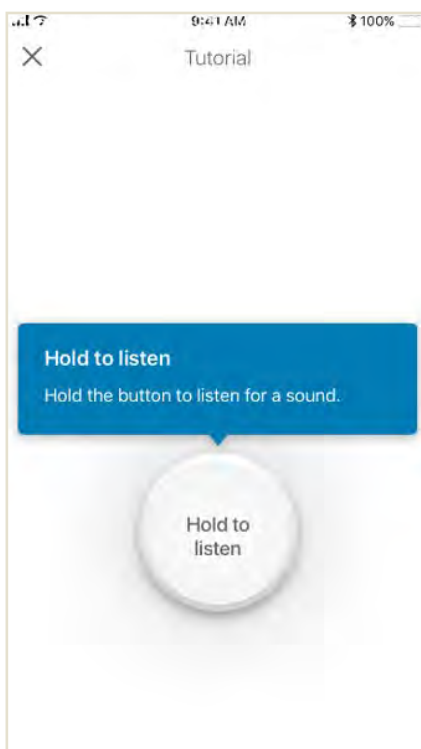 9:41 AM
100%
Tutorial
Hold to listen
Hold the button to listen for a sound.
Hold to
listen